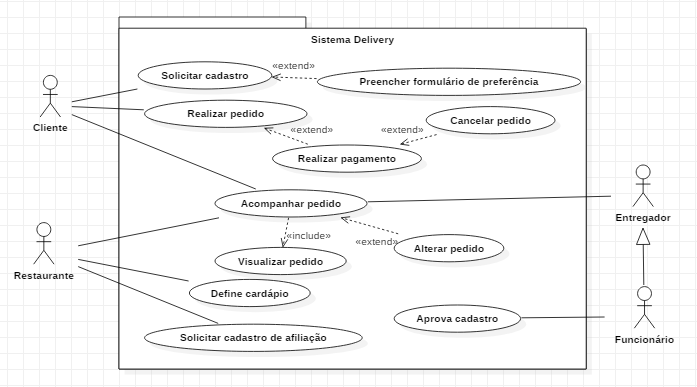 Sistema Delivery
«extend»
Solicitar cadastro
Preencher formulário de preferência
Cliente
Realizar pedido
Cancelar pedido
«extend»
«extend»
Realizar pagamento
Acompanhar pedido
Entregador
«include»
«extend»
Alterar pedido
Visualizar pedido
Restaurante
Define cardápio
Aprova cadastro
Solicitar cadastro de afiliação
Funcionário